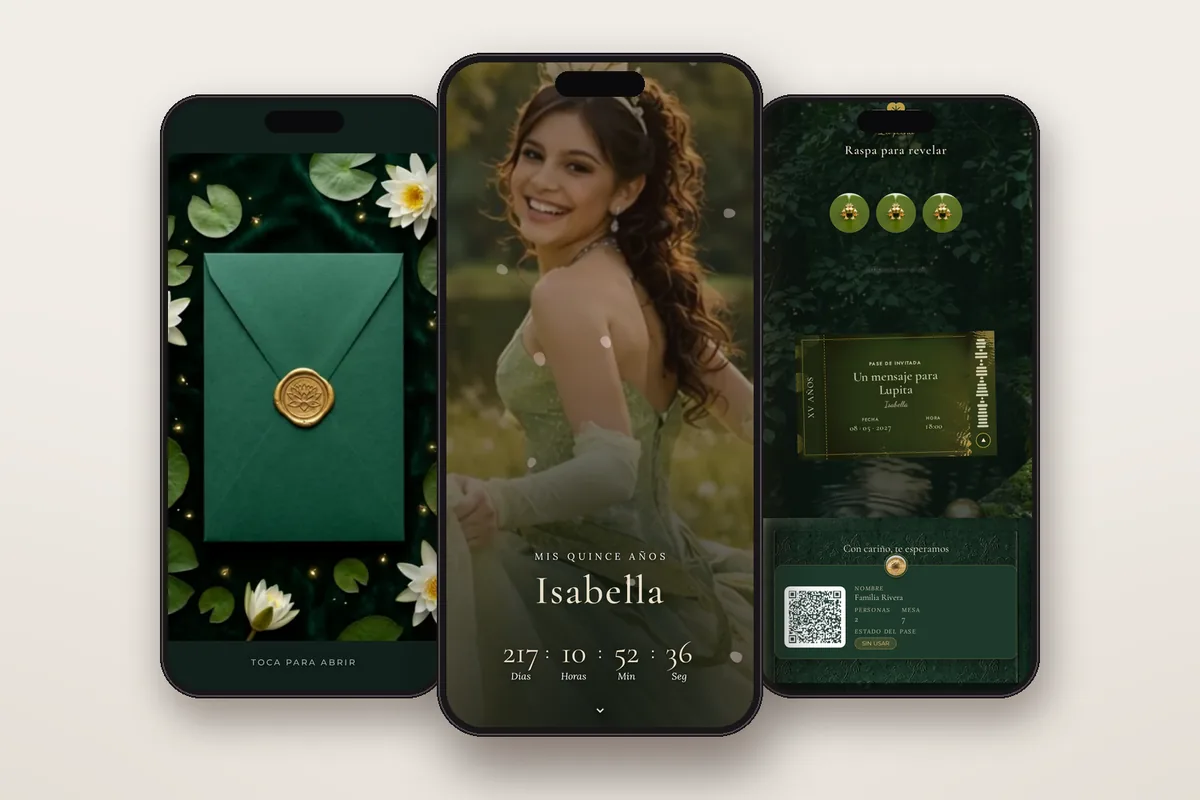 TOCA PARA ABRIR
MIS QUINCE AÑOS
Isabella
217 : 10 : 52 : 36
Días Horas Min Seg
Raspa para revelar
XV AÑOS
PASE DE INVITADA
Un mensaje para
Lupita
Isabella
FECHA HORA
08 · 05 · 2027 18:00
Con cariño, te esperamos
NOMBRE
Familia Rivera
PERSONAS MESA
2 7
ESTADO DEL PASE
SIN USAR